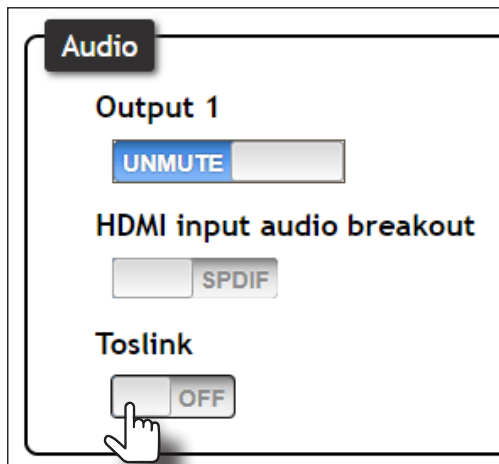 Audio
Output 1
UNMUTE
HDMI input audio breakout
SPDIF
Toslink
OFF